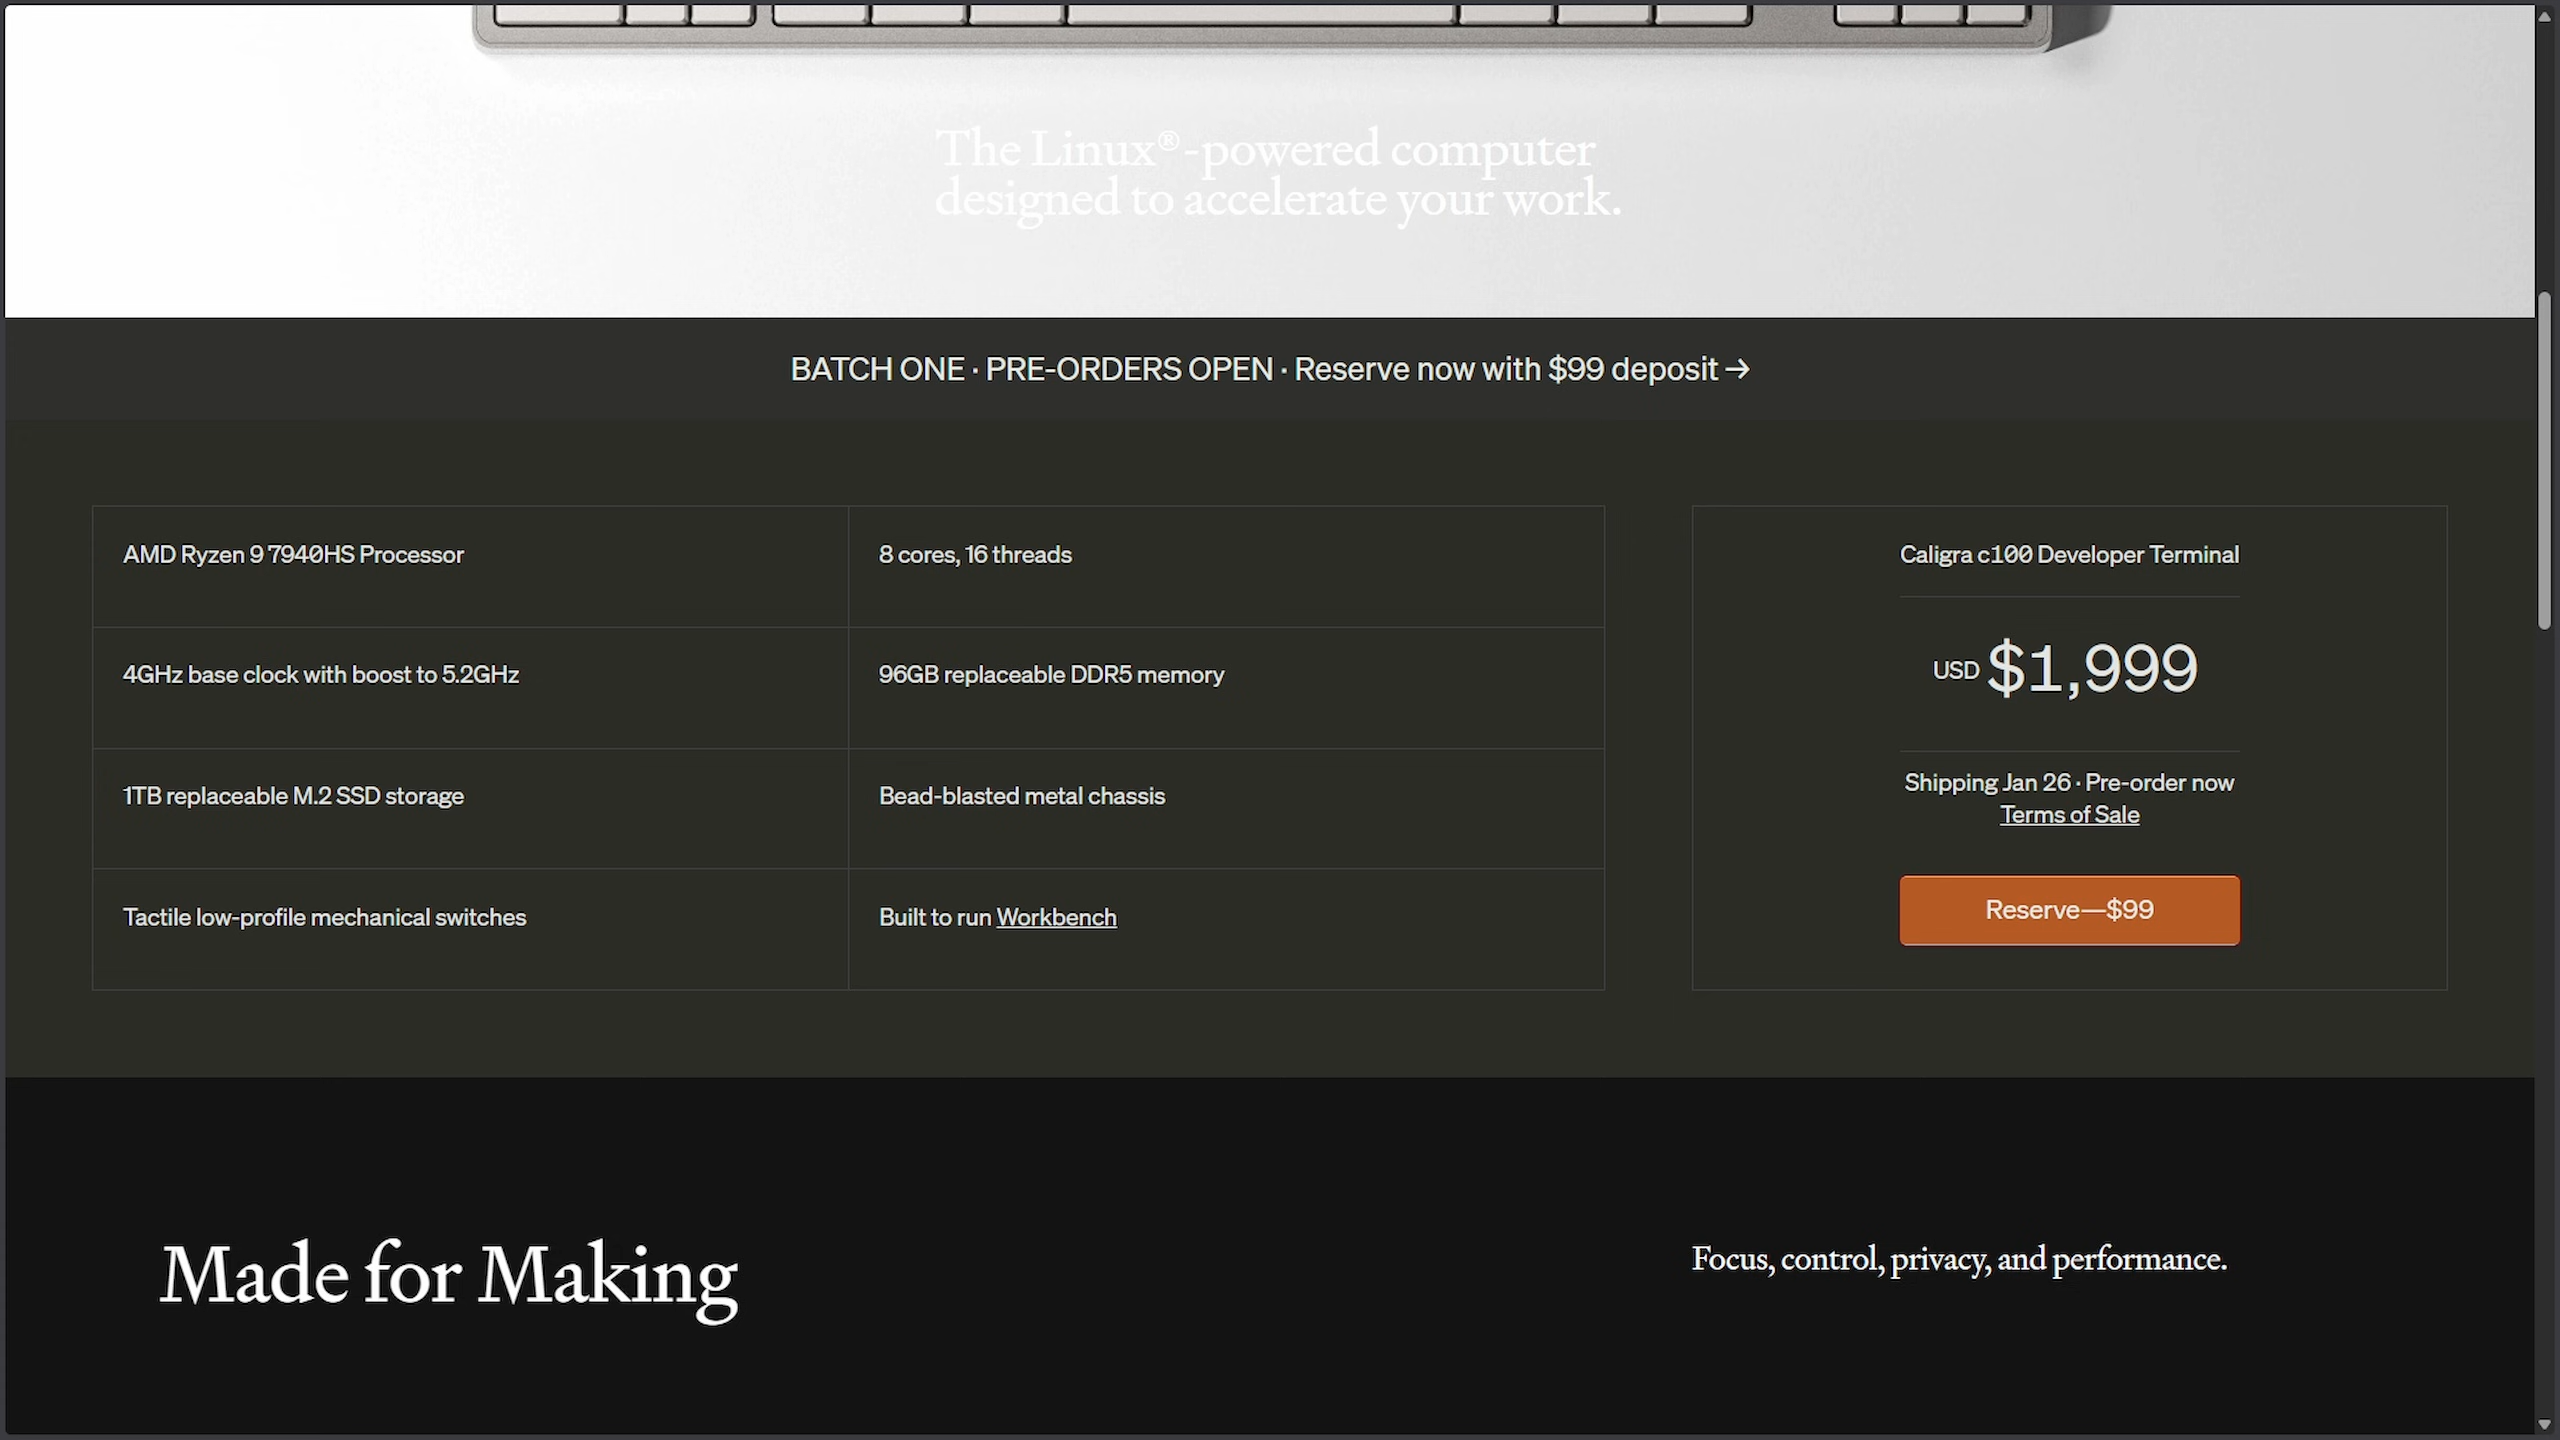 The Linux®-powered computer
designed to accelerate your work.
BATCH ONE · PRE-ORDERS OPEN · Reserve now with $99 deposit →
AMD Ryzen 9 7940HS Processor
8 cores, 16 threads
4GHz base clock with boost to 5.2GHz
96GB replaceable DDR5 memory
1TB replaceable M.2 SSD storage
Bead-blasted metal chassis
Tactile low-profile mechanical switches
Built to run Workbench
Caligra c100 Developer Terminal
USD $1,999
Shipping Jan 26 · Pre-order now
Terms of Sale
Reserve—$99
Made for Making
Focus, control, privacy, and performance.